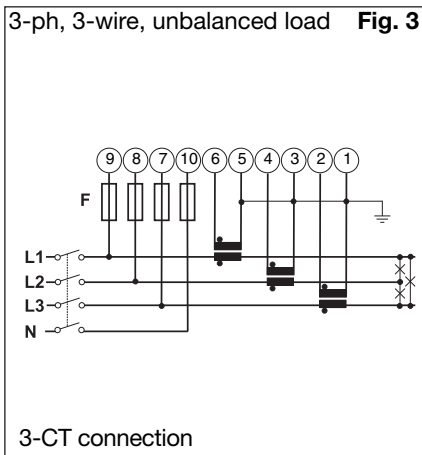 3-ph, 3-wire, unbalanced load Fig. 3
9 8 7 10 6 5 4 3 2 1
F
L1
L2
L3
N
3-CT connection